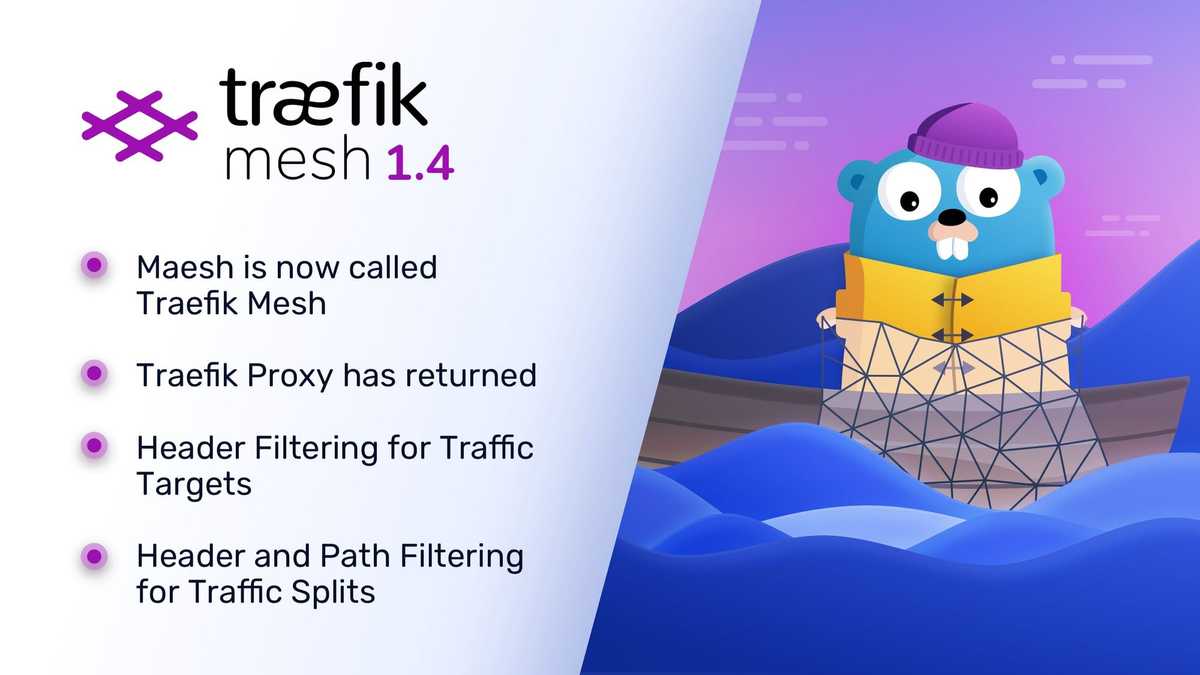 træfik
mesh 1.4
Maesh is now called
Traefik Mesh
Traefik Proxy has returned
Header Filtering for Traffic
Targets
Header and Path Filtering
for Traffic Splits